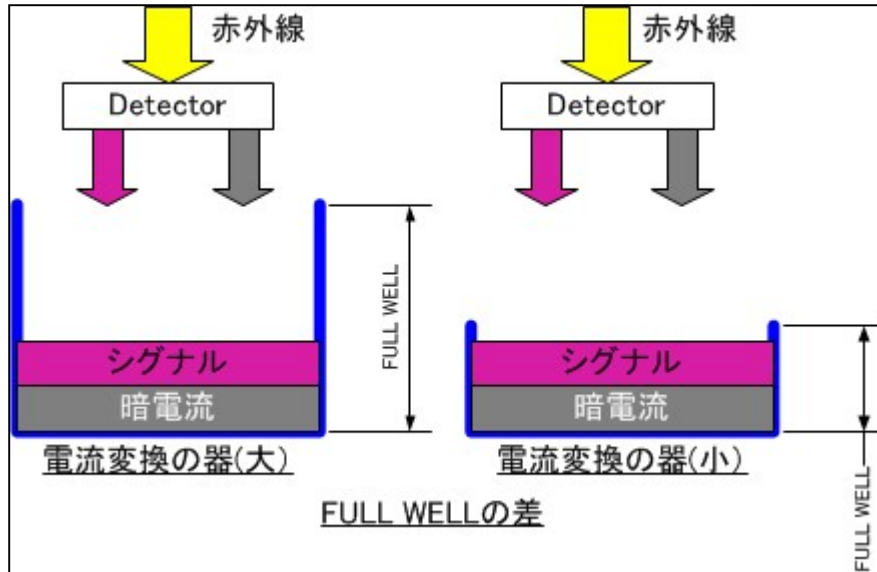 赤外線
Detector
FULL WELL
シグナル
暗電流
電流変換の器(大)
赤外線
Detector
シグナル
暗電流
電流変換の器(小)
FULL WELL
FULL WELLの差